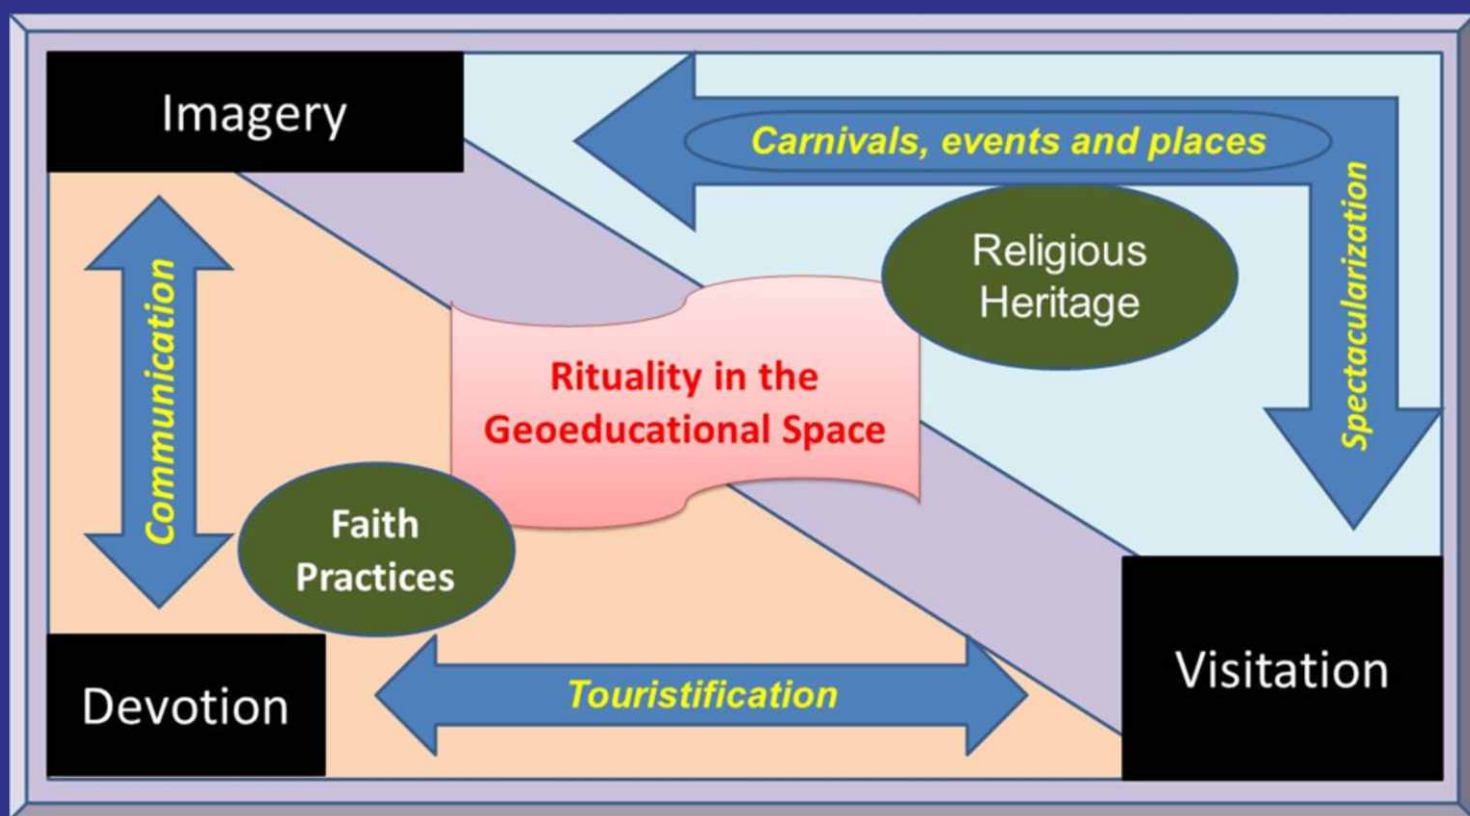 Imagery
Carnivals, events and places
Religious
Heritage
Spectacularization
Communication
Rituality in the
Geoeducational Space
Faith
Practices
Devotion
Touristification
Visitation